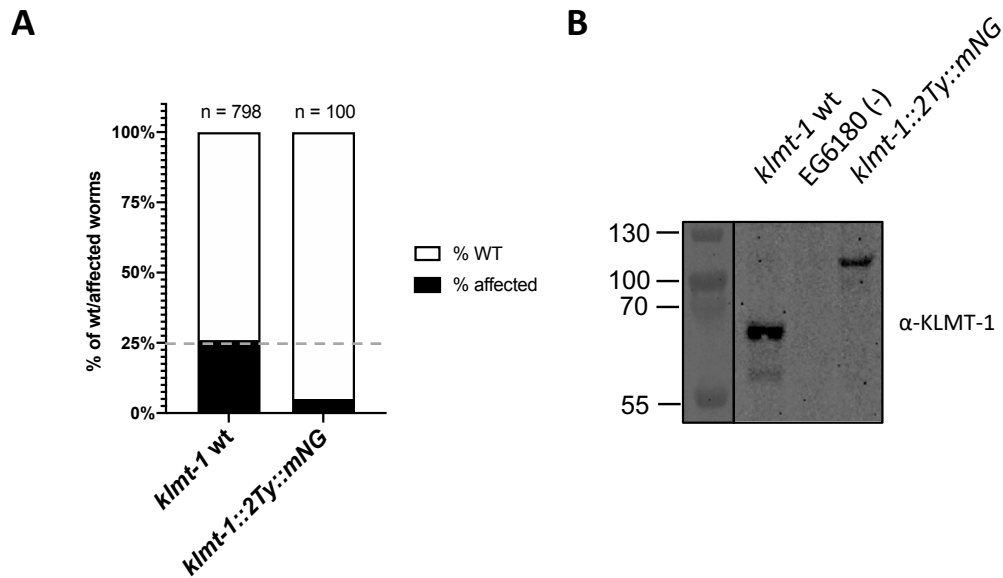 A
n = 798
n = 100
100%
75%
50%
25%
0%
% of wt/affected worms
klmt-1 wt
klmt-1::2Ty::mNG
% WT
% affected
B
klmt-1 wt
EG6180 (-)
klmt-1::2Ty::mNG
130
100
70
55
α-KLMT-1